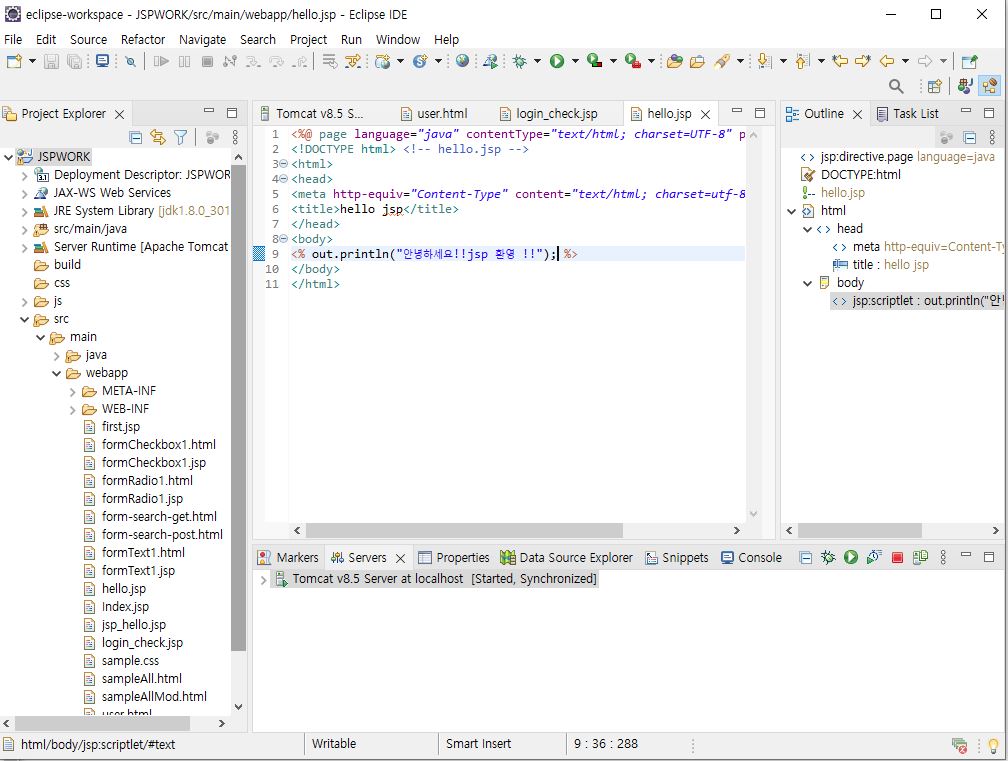 eclipse-workspace - JSPWORK/src/main/webapp/hello.jsp - Eclipse IDE
File Edit Source Refactor Navigate Search Project Run Window Help
Project Explorer
JSPWORK
Deployment Descriptor: JSPWOR
JAX-WS Web Services
JRE System Library [jdk1.8.0_301
src/main/java
Server Runtime [Apache Tomcat
build
css
js
src
main
java
webapp
META-INF
WEB-INF
first.jsp
formCheckbox1.html
formCheckbox1.jsp
formRadio1.html
formRadio1.jsp
form-search-get.html
form-search-post.html
formText1.html
formText1.jsp
hello.jsp
Index.jsp
jsp_hello.jsp
login_check.jsp
sample.css
sampleAll.html
sampleAllMod.html
user.html
Tomcat v8.5 S... user.html login_check.jsp hello.jsp
1 <%@ page language="java" contentType="text/html; charset=UTF-8" p
2 <!DOCTYPE html> <!-- hello.jsp -->
3 <html>
4 <head>
5 <meta http-equiv="Content-Type" content="text/html; charset=utf-8
6 <title>hello jsp</title>
7 </head>
8 <body>
9 <% out.println("안녕하세요!!jsp 환영 !!"); %>
10 </body>
11 </html>
Outline Task List
jsp:directive.page language=java
DOCTYPE:html
hello.jsp
html
head
meta http-equiv=Content-Ty
title : hello jsp
body
jsp:scriptlet : out.println("안
Markers Servers Properties Data Source Explorer Snippets Console
Tomcat v8.5 Server at localhost [Started, Synchronized]
html/body/jsp:scriptlet/#text Writable Smart Insert 9 : 36 : 288